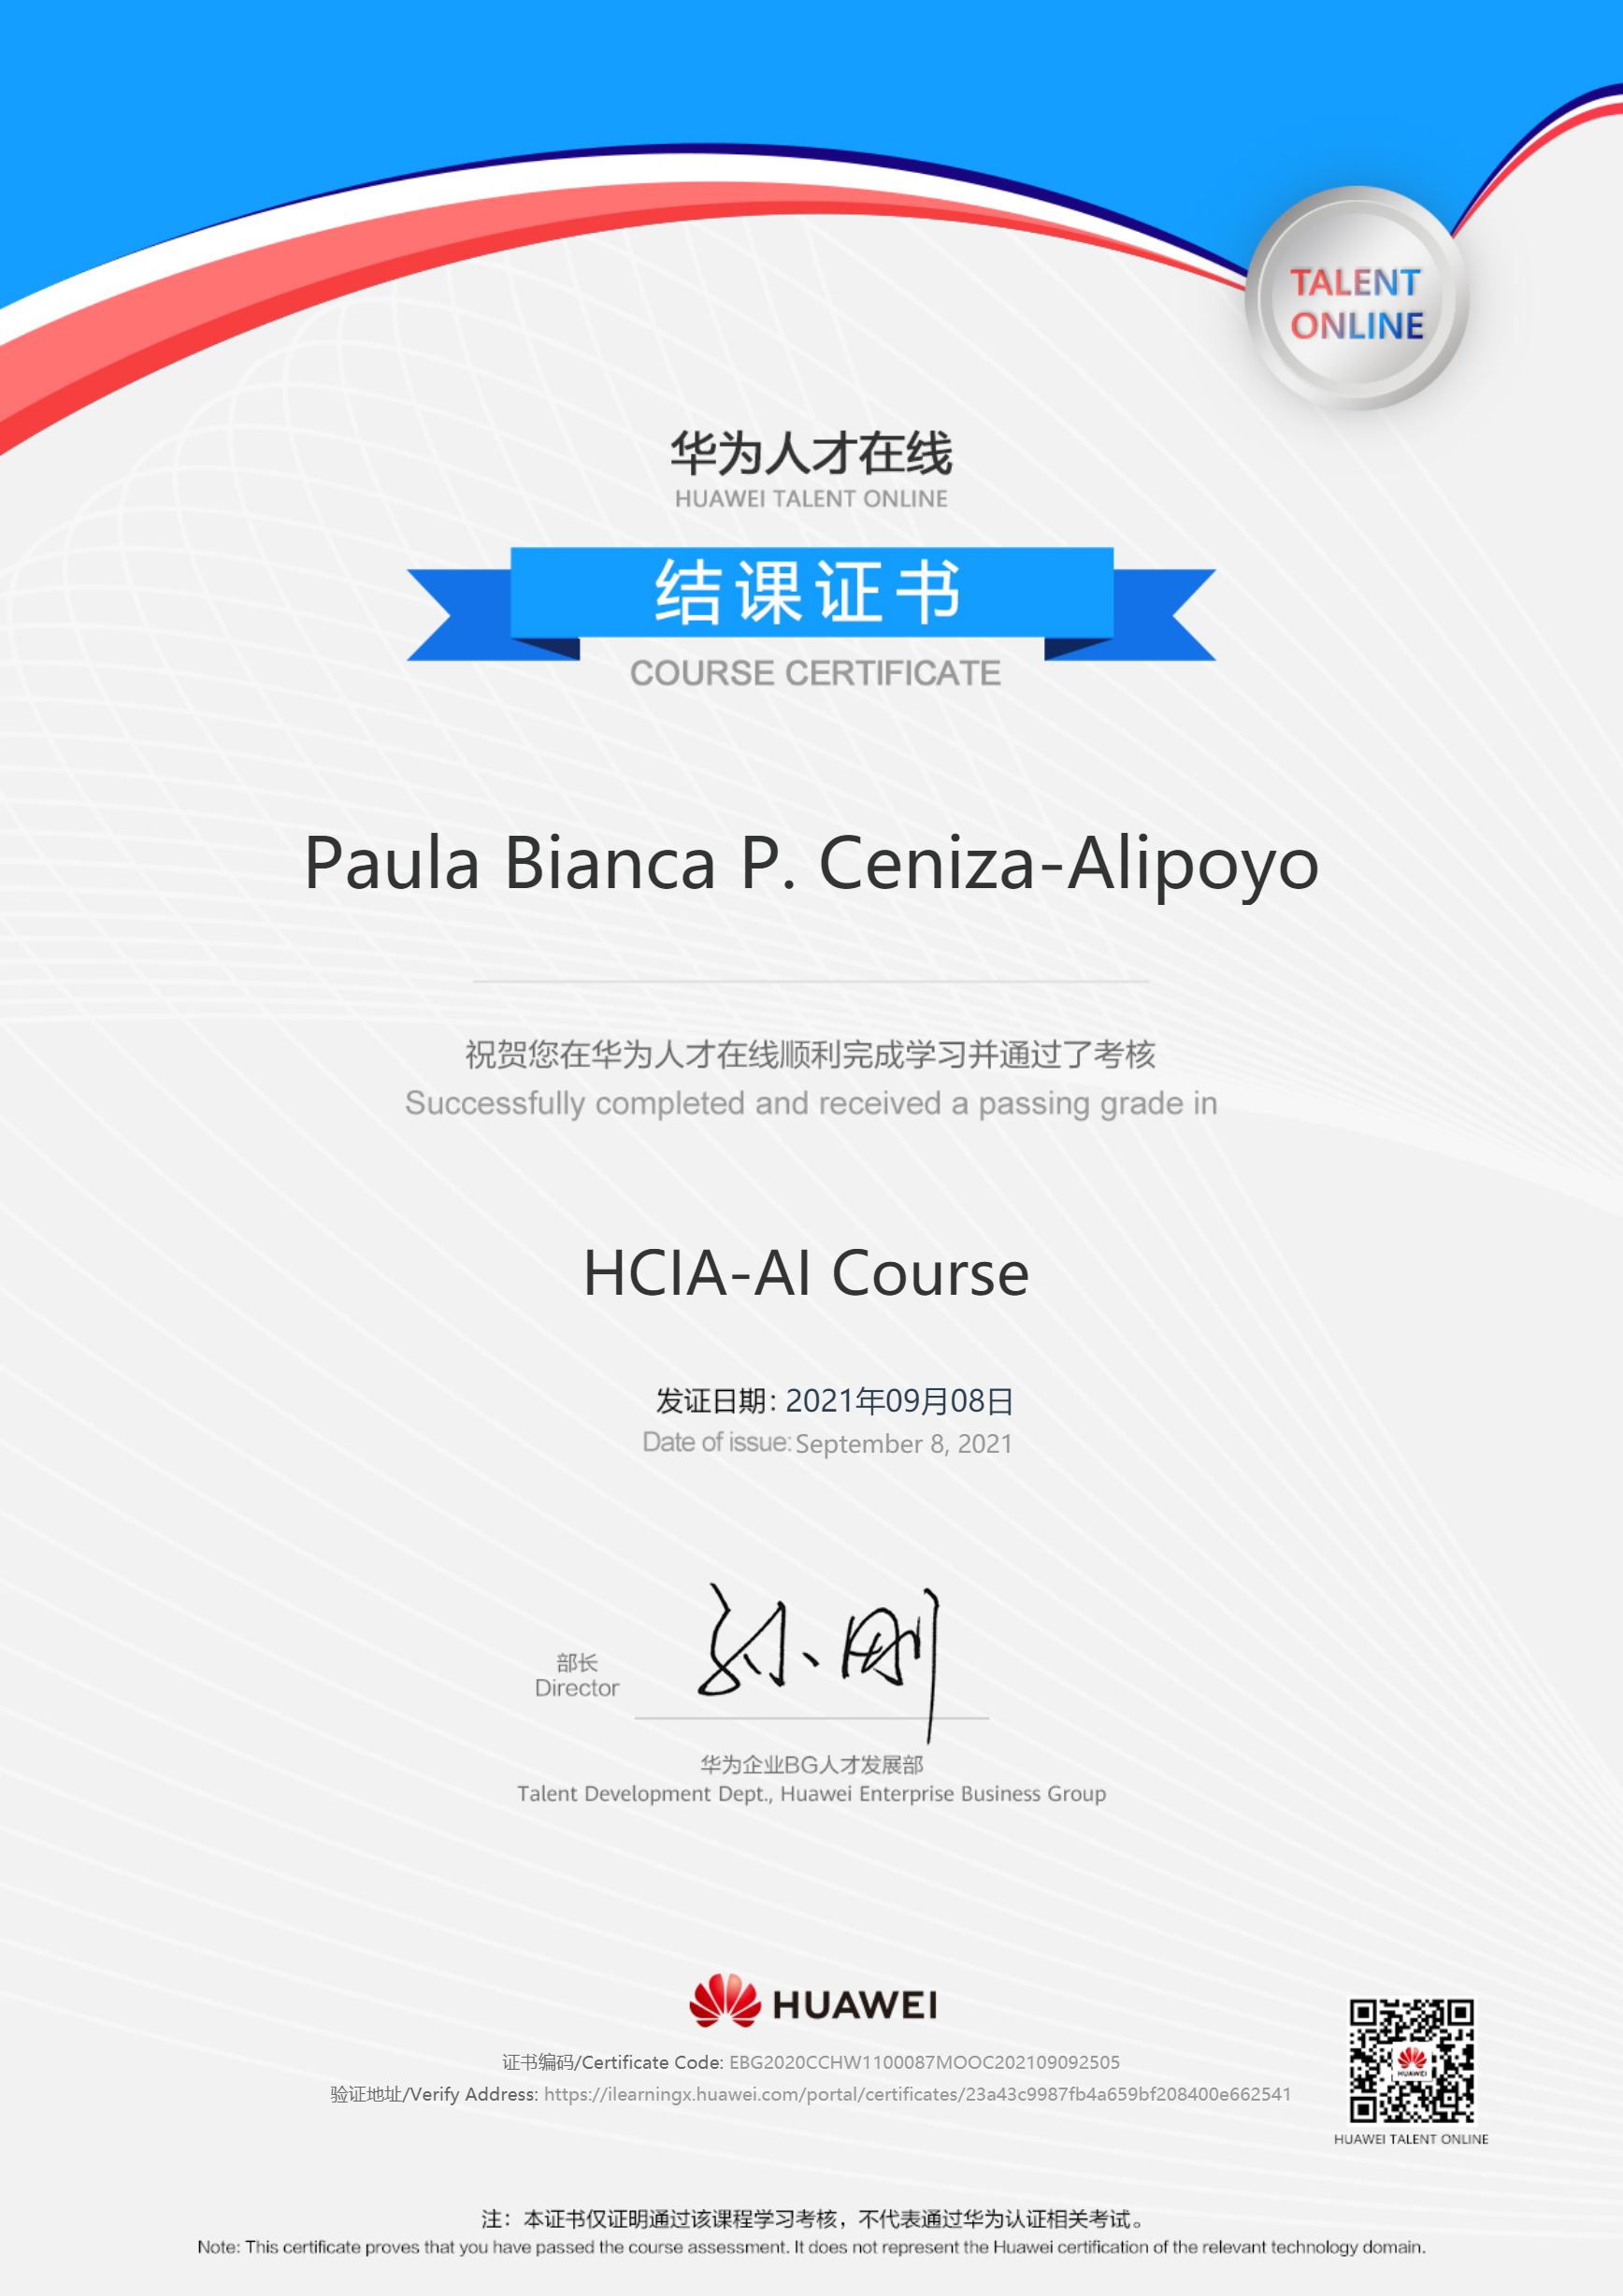 TALENT
ONLINE
华为人才在线
HUAWEI TALENT ONLINE
结课证书
COURSE CERTIFICATE
Paula Bianca P. Ceniza-Alipoyo
祝贺您在华为人才在线顺利完成学习并通过了考核
Successfully completed and received a passing grade in
HCIA-AI Course
发证日期：2021年09月08日
Date of issue: September 8, 2021
孙刚
部长
Director
华为企业BG人才发展部
Talent Development Dept., Huawei Enterprise Business Group
HUAWEI
证书编码/Certificate Code: EBG2020CCHW1100087MOOC202109092505
验证地址/Verify Address: https://ilearningx.huawei.com/portal/certificates/23a43c9987fb4a659bf208400e662541
HUAWEI
HUAWEI TALENT ONLINE
注：本证书仅证明通过该课程学习考核，不代表通过华为认证相关考试。
Note: This certificate proves that you have passed the course assessment. It does not represent the Huawei certification of the relevant technology domain.